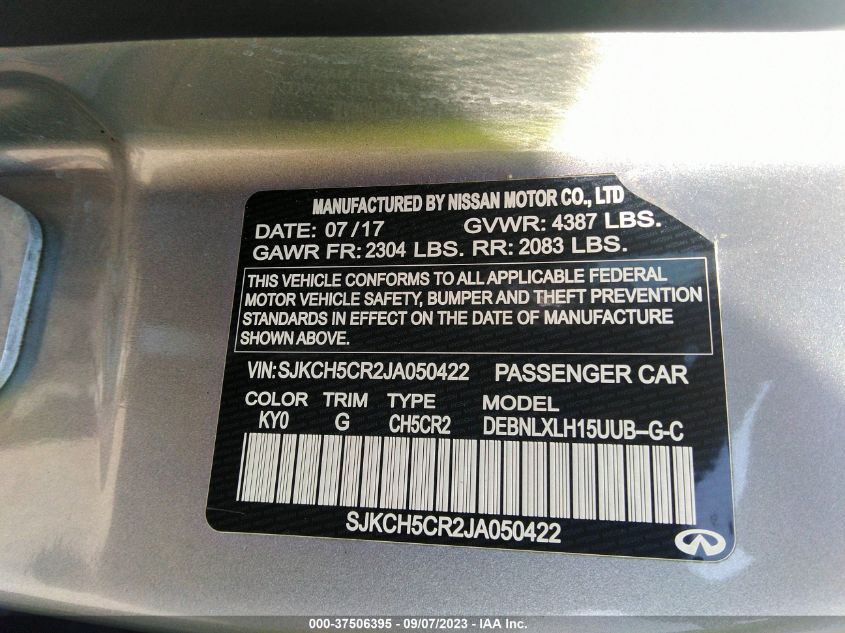 MANUFACTURED BY NISSAN MOTOR CO., LTD
DATE: 07/17 GVWR: 4387 LBS.
GAWR FR: 2304 LBS. RR: 2083 LBS.
THIS VEHICLE CONFORMS TO ALL APPLICABLE FEDERAL
MOTOR VEHICLE SAFETY, BUMPER AND THEFT PREVENTION
STANDARDS IN EFFECT ON THE DATE OF MANUFACTURE
SHOWN ABOVE.
VIN: SJKCH5CR2JA050422 PASSENGER CAR
COLOR TRIM TYPE MODEL
KY0 G CH5CR2 DEBNLXLH15UUB-G-C
SJKCH5CR2JA050422
000-37506395 - 09/07/2023 - IAA Inc.